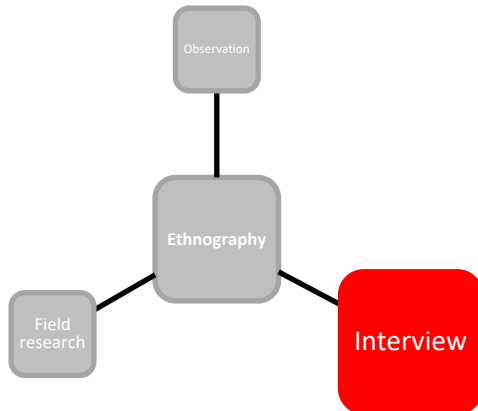 Observation
Ethnography
Field
research
Interview